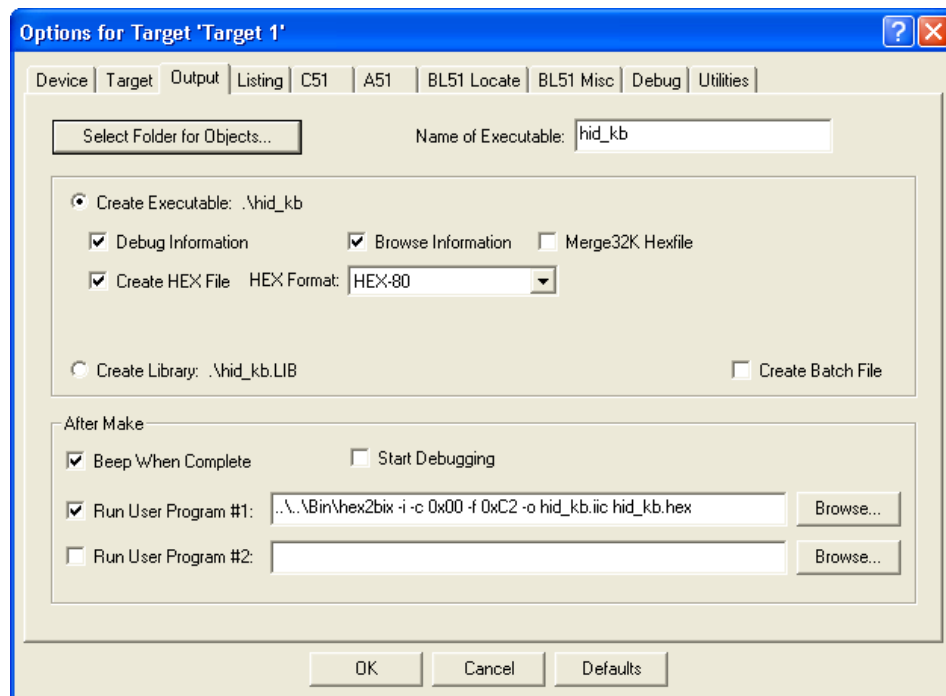 Options for Target 'Target 1'
Device Target Output Listing C51 A51 BL51 Locate BL51 Misc Debug Utilities
Select Folder for Objects... Name of Executable: hid_kb
Create Executable: .\hid_kb
Debug Information Browse Information Merge32K Hexfile
Create HEX File HEX Format: HEX-80
Create Library: .\hid_kb.LIB Create Batch File
After Make
Beep When Complete Start Debugging
Run User Program #1: ..\..\Bin\hex2bix -i -c 0x00 -f 0xC2 -o hid_kb.iic hid_kb.hex Browse...
Run User Program #2: Browse...
OK Cancel Defaults